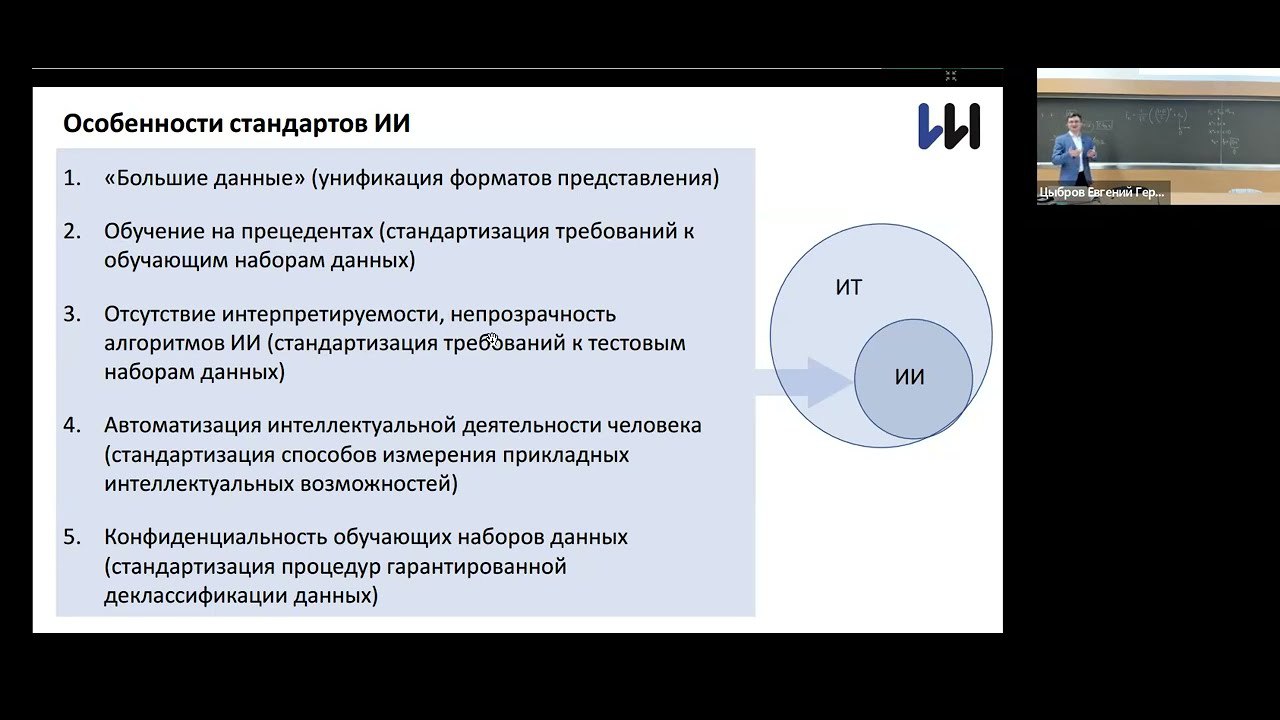 Особенности стандартов ИИ
1. «Большие данные» (унификация форматов представления)
2. Обучение на прецедентах (стандартизация требований к
обучающим наборам данных)
3. Отсутствие интерпретируемости, непрозрачность
алгоритмов ИИ (стандартизация требований к тестовым
наборам данных)
4. Автоматизация интеллектуальной деятельности человека
(стандартизация способов измерения прикладных
интеллектуальных возможностей)
5. Конфиденциальность обучающих наборов данных
(стандартизация процедур гарантированной
деклассификации данных)
ИТ
ИИ
Цыбров Евгений Гер...